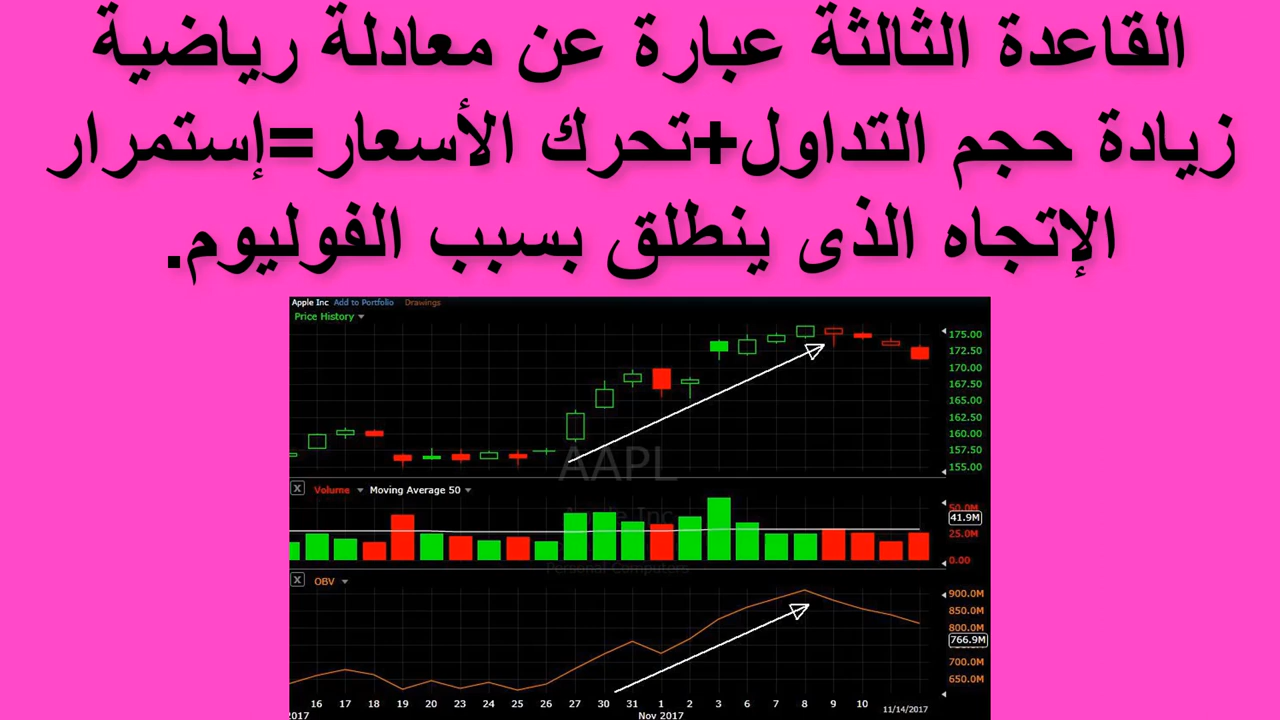 القاعدة الثالثة عبارة عن معادلة رياضية
زيادة حجم التداول+تحرك الأسعار=إستمرار
الإتجاه الذى ينطلق بسبب الفوليوم.
Apple Inc Add to Portfolio Drawings
Price History
175.00
172.50
170.00
167.50
165.00
162.50
160.00
157.50
155.00
AAPL
X Volume Moving Average 50
50.0M
41.9M
25.0M
0.00
Apple Inc
Personal Computers
X OBV
900.0M
850.0M
800.0M
766.9M
700.0M
650.0M
16 17 18 19 20 23 24 25 26 27 30 31 1 2 3 6 7 8 9 10 11/14/2017
2017 Nov 2017